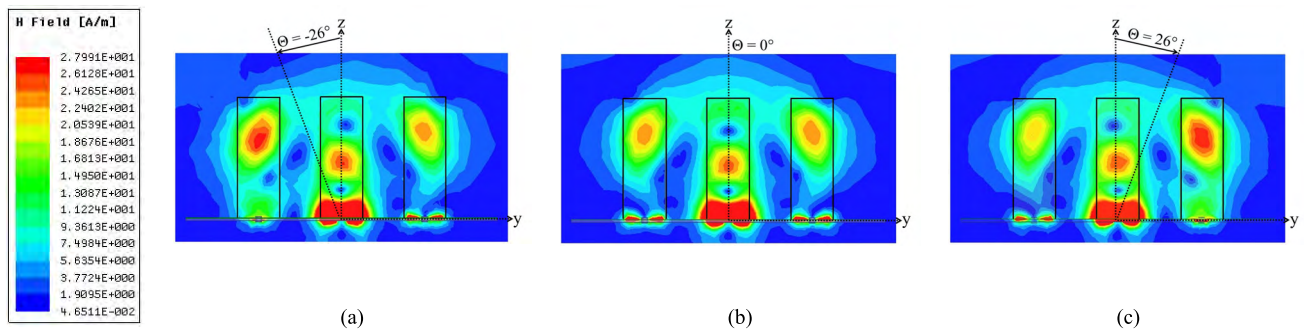 H Field [A/m]
2.7991E+001
2.6128E+001
2.4265E+001
2.2402E+001
2.0539E+001
1.8676E+001
1.6813E+001
1.4950E+001
1.3087E+001
1.1224E+001
9.3613E+000
7.4984E+000
5.6354E+000
3.7724E+000
1.9095E+000
4.6511E-002
Θ = -26°
z
y
(a)
z
Θ = 0°
y
(b)
z
Θ = 26°
y
(c)